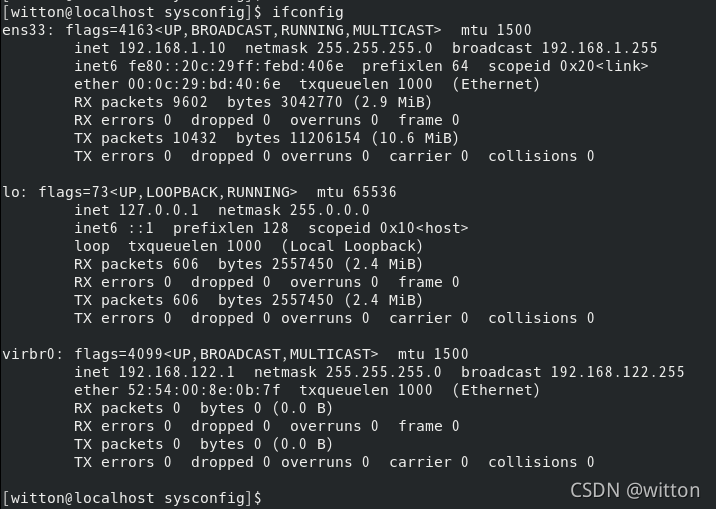 [witton@localhost sysconfig]$ ifconfig
ens33: flags=4163<UP,BROADCAST,RUNNING,MULTICAST>  mtu 1500
        inet 192.168.1.10  netmask 255.255.255.0  broadcast 192.168.1.255
        inet6 fe80::20c:29ff:febd:406e  prefixlen 64  scopeid 0x20<link>
        ether 00:0c:29:bd:40:6e  txqueuelen 1000  (Ethernet)
        RX packets 9602  bytes 3042770 (2.9 MiB)
        RX errors 0  dropped 0  overruns 0  frame 0
        TX packets 10432  bytes 11206154 (10.6 MiB)
        TX errors 0  dropped 0 overruns 0  carrier 0  collisions 0
lo: flags=73<UP,LOOPBACK,RUNNING>  mtu 65536
        inet 127.0.0.1  netmask 255.0.0.0
        inet6 ::1  prefixlen 128  scopeid 0x10<host>
        loop  txqueuelen 1000  (Local Loopback)
        RX packets 606  bytes 2557450 (2.4 MiB)
        RX errors 0  dropped 0  overruns 0  frame 0
        TX packets 606  bytes 2557450 (2.4 MiB)
        TX errors 0  dropped 0 overruns 0  carrier 0  collisions 0
virbr0: flags=4099<UP,BROADCAST,MULTICAST>  mtu 1500
        inet 192.168.122.1  netmask 255.255.255.0  broadcast 192.168.122.255
        ether 52:54:00:8e:0b:7f  txqueuelen 1000  (Ethernet)
        RX packets 0  bytes 0 (0.0 B)
        RX errors 0  dropped 0  overruns 0  frame 0
        TX packets 0  bytes 0 (0.0 B)
        TX errors 0  dropped 0 overruns 0  carrier 0  collisions 0
[witton@localhost sysconfig]$
CSDN @witton